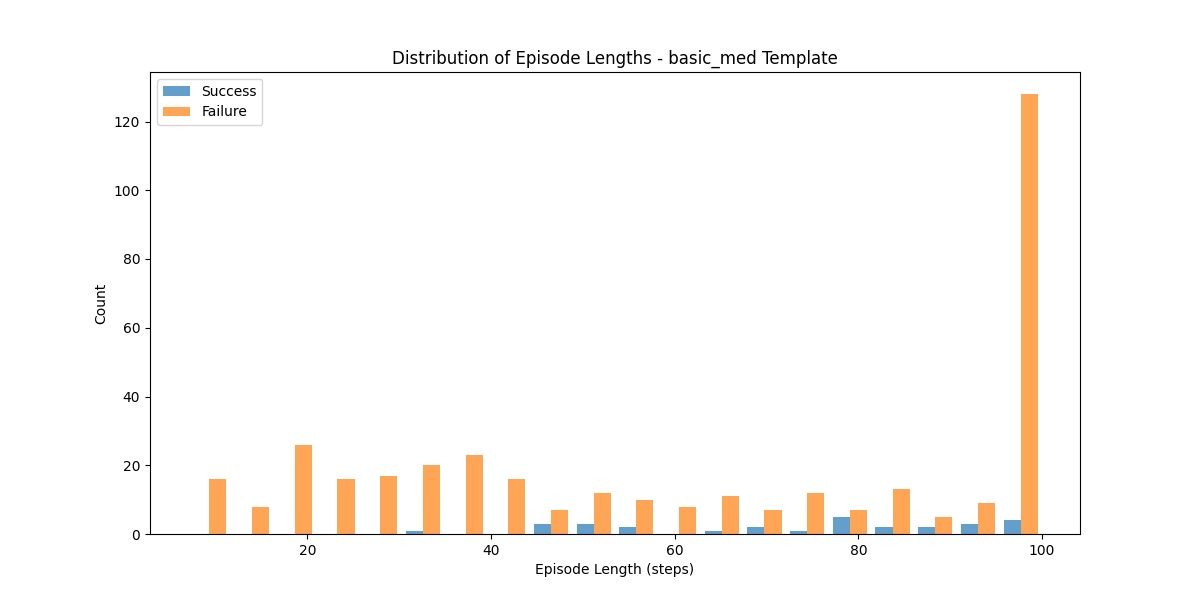 Distribution of Episode Lengths - basic_med Template
Success
Failure
120
100
80
60
40
20
0
Count
20 40 60 80 100
Episode Length (steps)